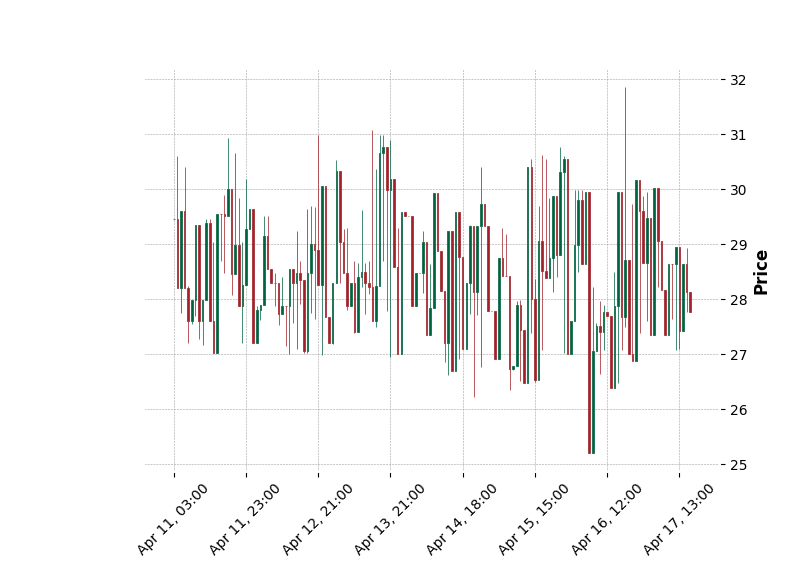 32
31
30
29
28
27
26
25
Price
Apr 11, 03:00
Apr 11, 23:00
Apr 12, 21:00
Apr 13, 21:00
Apr 14, 18:00
Apr 15, 15:00
Apr 16, 12:00
Apr 17, 13:00